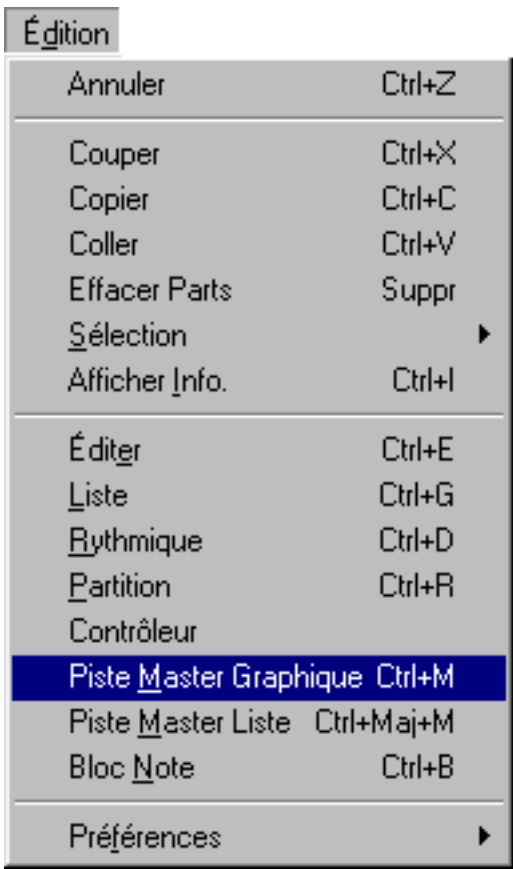 Édition
Annuler Ctrl+Z
Couper Ctrl+X
Copier Ctrl+C
Coller Ctrl+V
Effacer Parts Suppr
Sélection
Afficher Info. Ctrl+I
Éditer Ctrl+E
Liste Ctrl+G
Rythmique Ctrl+D
Partition Ctrl+R
Contrôleur
Piste Master Graphique Ctrl+M
Piste Master Liste Ctrl+Maj+M
Bloc Note Ctrl+B
Préférences